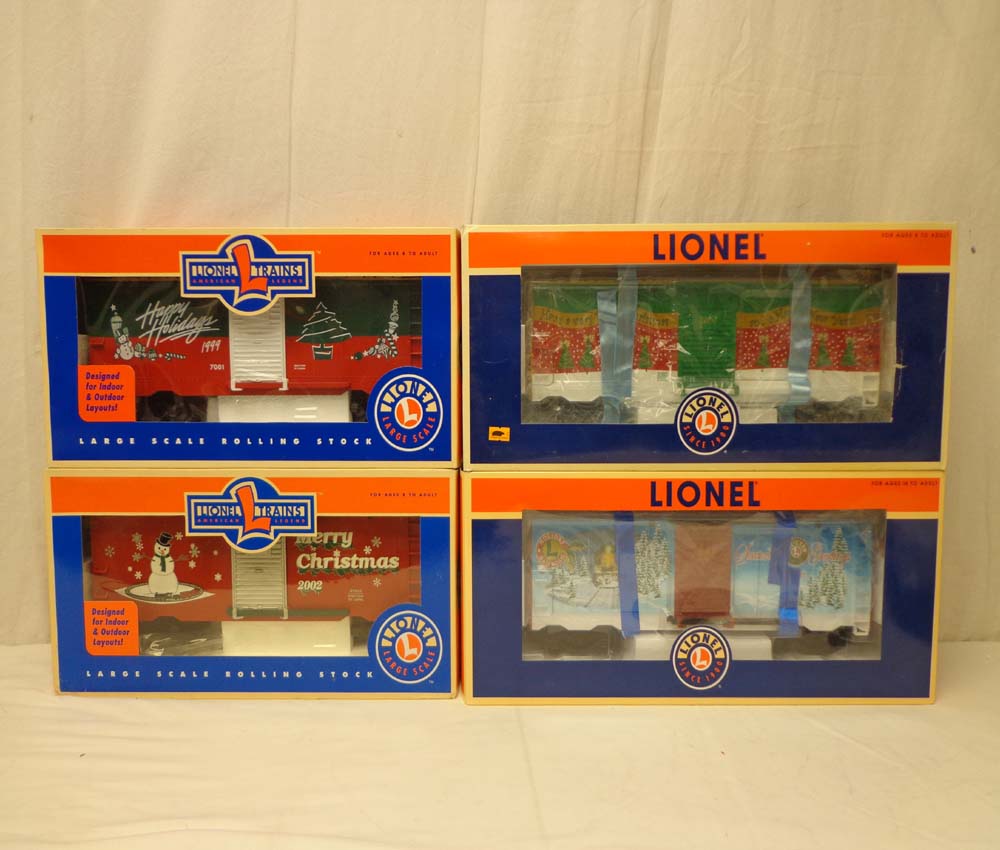 LIONEL TRAINS
AMERICAN LEGEND
FOR AGES 8 TO ADULT
Happy
Holidays
1999
7001
Designed
for Indoor
& Outdoor
Layouts!
LIONEL
L
LARGE SCALE
LARGE SCALE ROLLING STOCK
LIONEL
FOR AGES 8 TO ADULT
LIONEL
L
SINCE 1900
LIONEL TRAINS
AMERICAN LEGEND
FOR AGES 8 TO ADULT
Merry
Christmas
2002
Designed
for Indoor
& Outdoor
Layouts!
LIONEL
L
LARGE SCALE
LARGE SCALE ROLLING STOCK
LIONEL
TO ADULT
LIONEL
L
SINCE 1900